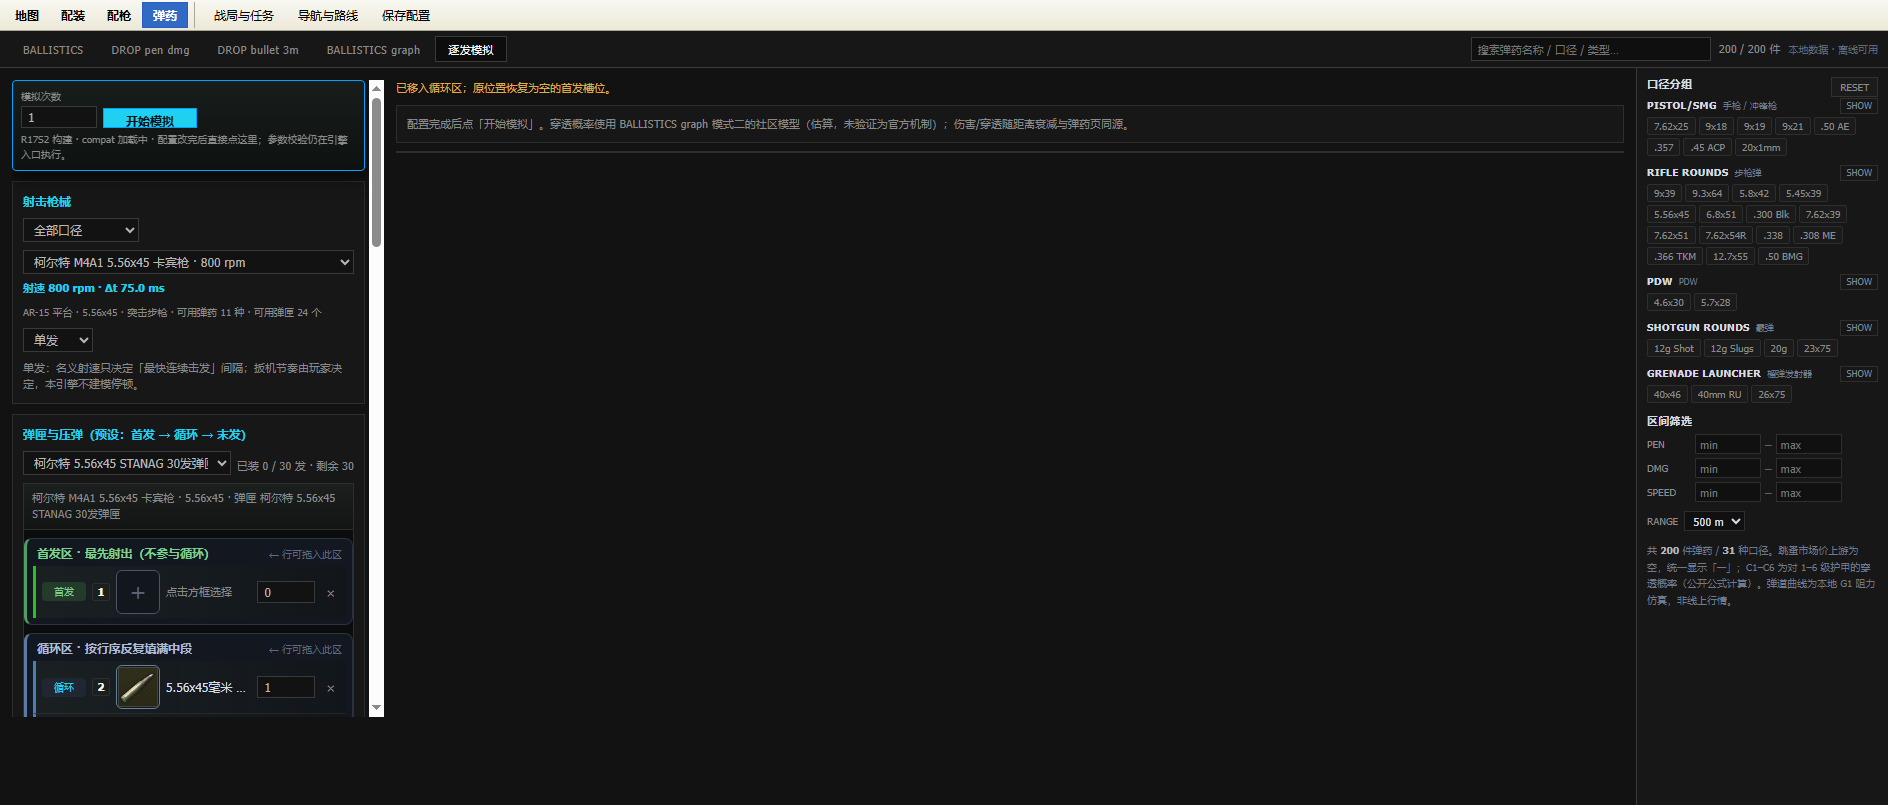 地图 配装 配枪 弹药 战局与任务 导航与路线 保存配置
BALLISTICS DROP pen dmg DROP bullet 3m BALLISTICS graph 逐发模拟
搜索弹药名称 / 口径 / 类型... 200 / 200 件 本地数据 · 离线可用
模拟次数
1 开始模拟
R1752 构建 · compat 加载中 · 配置改完后直接点这里；参数校验仍在引擎
入口执行。
射击枪械
全部口径
柯尔特 M4A1 5.56x45 卡宾枪 · 800 rpm
射速 800 rpm · Δt 75.0 ms
AR-15 平台 · 5.56x45 · 突击步枪 · 可用弹药 11 种 · 可用弹匣 24 个
单发
单发：名义射速只决定「最快连续击发」间隔；扳机节奏由玩家决
定，本引擎不建模停顿。
弹匣与压弹（预设：首发 → 循环 → 末发）
柯尔特 5.56x45 STANAG 30发弹匣 已装 0 / 30 发 · 剩余 30
柯尔特 M4A1 5.56x45 卡宾枪 · 5.56x45 · 弹匣 柯尔特 5.56x45
STANAG 30发弹匣
首发区 · 最先射出（不参与循环） ← 行可拖入此区
首发 1 + 点击方框选择 0 ×
循环区 · 按行序反复填满中段 ← 行可拖入此区
循环 2 5.56x45毫米 ... 1 ×
已移入循环区；原位置恢复为空的首发槽位。
配置完成后点「开始模拟」。穿透概率使用 BALLISTICS graph 模式二的社区模型（估算，未验证为官方机制）；伤害/穿透随距离衰减与弹药页同源。
口径分组 RESET
PISTOL/SMG 手枪 / 冲锋枪 SHOW
7.62x25 9x18 9x19 9x21 .50 AE
.357 .45 ACP 20x1mm
RIFLE ROUNDS 步枪弹 SHOW
9x39 9.3x64 5.8x42 5.45x39
5.56x45 6.8x51 .300 Blk 7.62x39
7.62x51 7.62x54R .338 .308 ME
.366 TKM 12.7x55 .50 BMG
PDW PDW SHOW
4.6x30 5.7x28
SHOTGUN ROUNDS 霰弹 SHOW
12g Shot 12g Slugs 20g 23x75
GRENADE LAUNCHER 榴弹发射器 SHOW
40x46 40mm RU 26x75
区间筛选
PEN min – max
DMG min – max
SPEED min – max
RANGE 500 m
共 200 件弹药 / 31 种口径。跳蚤市场价上游为
空，统一显示「—」；C1–C6 为对 1–6 级护甲的穿
透概率（公开公式计算）。弹道曲线为本地 G1 阻力
仿真，非线上行情。